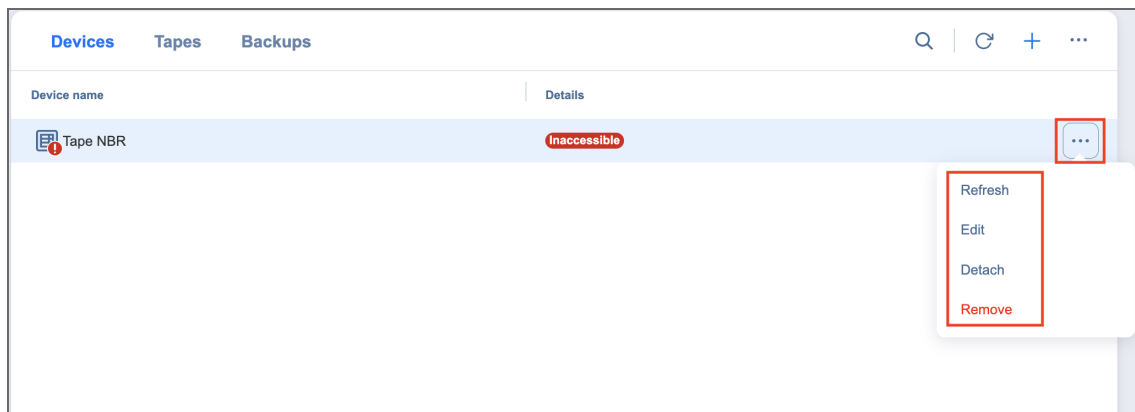 Devices Tapes Backups
Device name Details
Tape NBR Inaccessible
Refresh
Edit
Detach
Remove